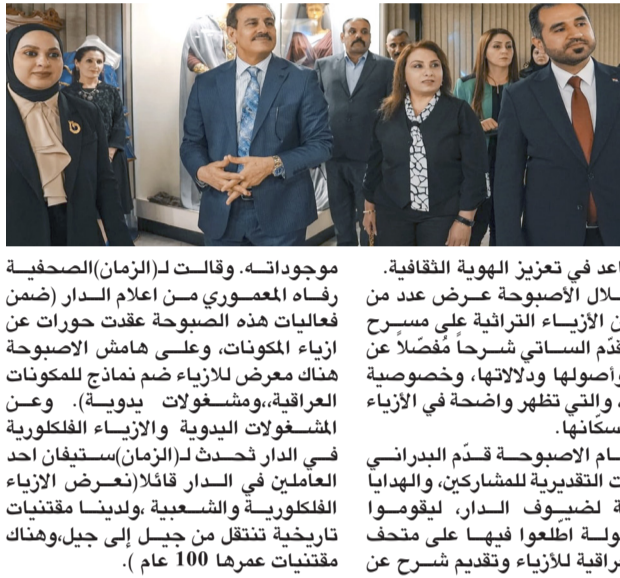 اعد في تعزيز الهوية الثقافية.
لال الأصبوحة عرض عدد من
ن الأزياء التراثية على مسرح
قدّم الساتي شرحاً مُفصّلاً عن
وأصولها ودلالاتها، وخصوصية
، والتي تظهر واضحة في الأزياء
سكّانها.
ام الاصبوحة قدّم البدراني
ت التقديرية للمشاركين، والهدايا
ة لضيوف الدار، ليقوموا
ولة اطّلعوا فيها على متحف
راقية للأزياء وتقديم شرح عن
موجوداته. وقالت لـ(الزمان)الصحفية
رفاه المعموري من اعلام الدار (ضمن
فعاليات هذه الصبوحة عقدت حورات عن
ازياء المكونات، وعلى هامش الاصبوحة
هناك معرض للازياء ضم نماذج للمكونات
العراقية،،ومشغولات يدوية). وعن
المشغولات اليدوية والازياء الفلكلورية
في الدار تُحدث لـ(الزمان)ستيفان احد
العاملين في الدار قائلا(نعرض الازياء
الفلكلورية والشعبية ،ولدينا مقتنيات
تاريخية تنتقل من جيل إلى جيل،وهناك
مقتنيات عمرها 100 عام ).